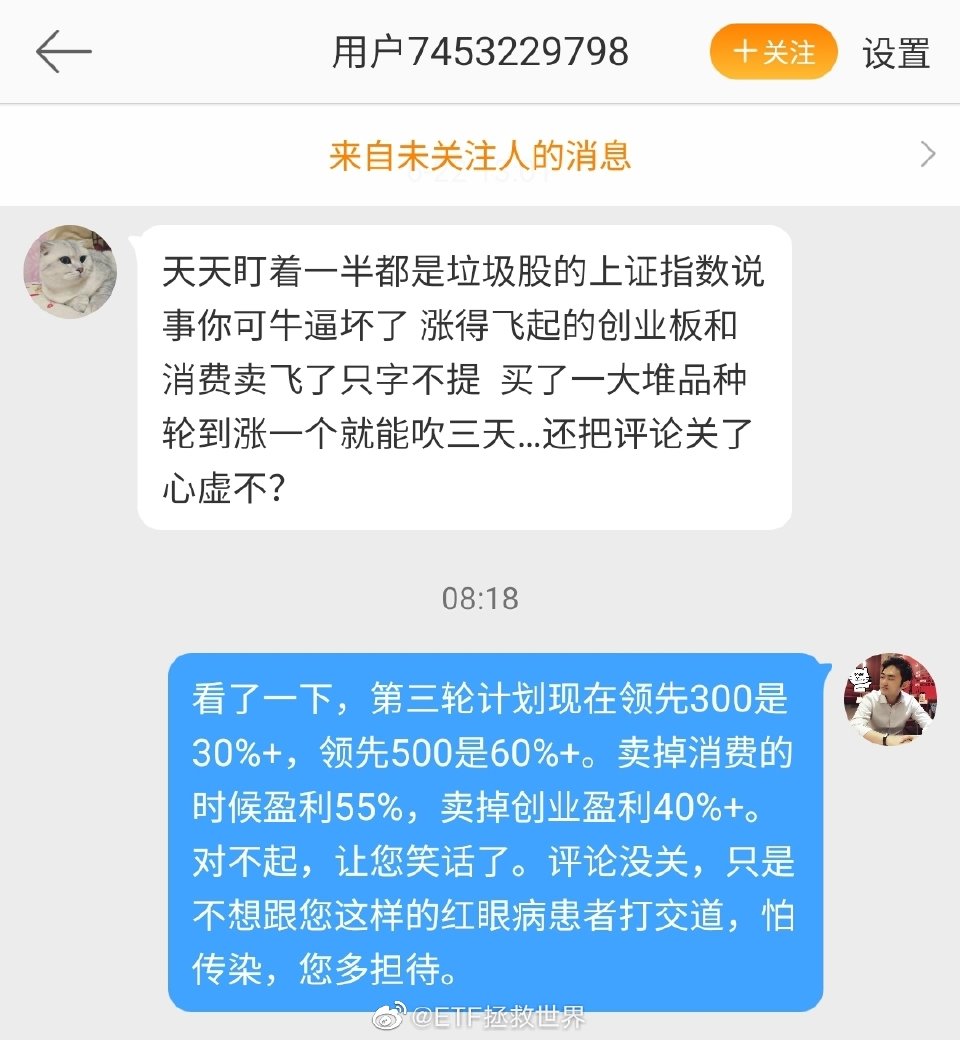 用户7453229798
+关注
设置
来自未关注人的消息
天天盯着一半都是垃圾股的上证指数说
事你可牛逼坏了 涨得飞起的创业板和
消费卖飞了只字不提 买了一大堆品种
轮到涨一个就能吹三天...还把评论关了
心虚不?
08:18
看了一下，第三轮计划现在领先300是
30%+，领先500是60%+。卖掉消费的
时候盈利55%，卖掉创业盈利40%+。
对不起，让您笑话了。评论没关，只是
不想跟您这样的红眼病患者打交道，怕
传染，您多担待。
@ETF拯救世界